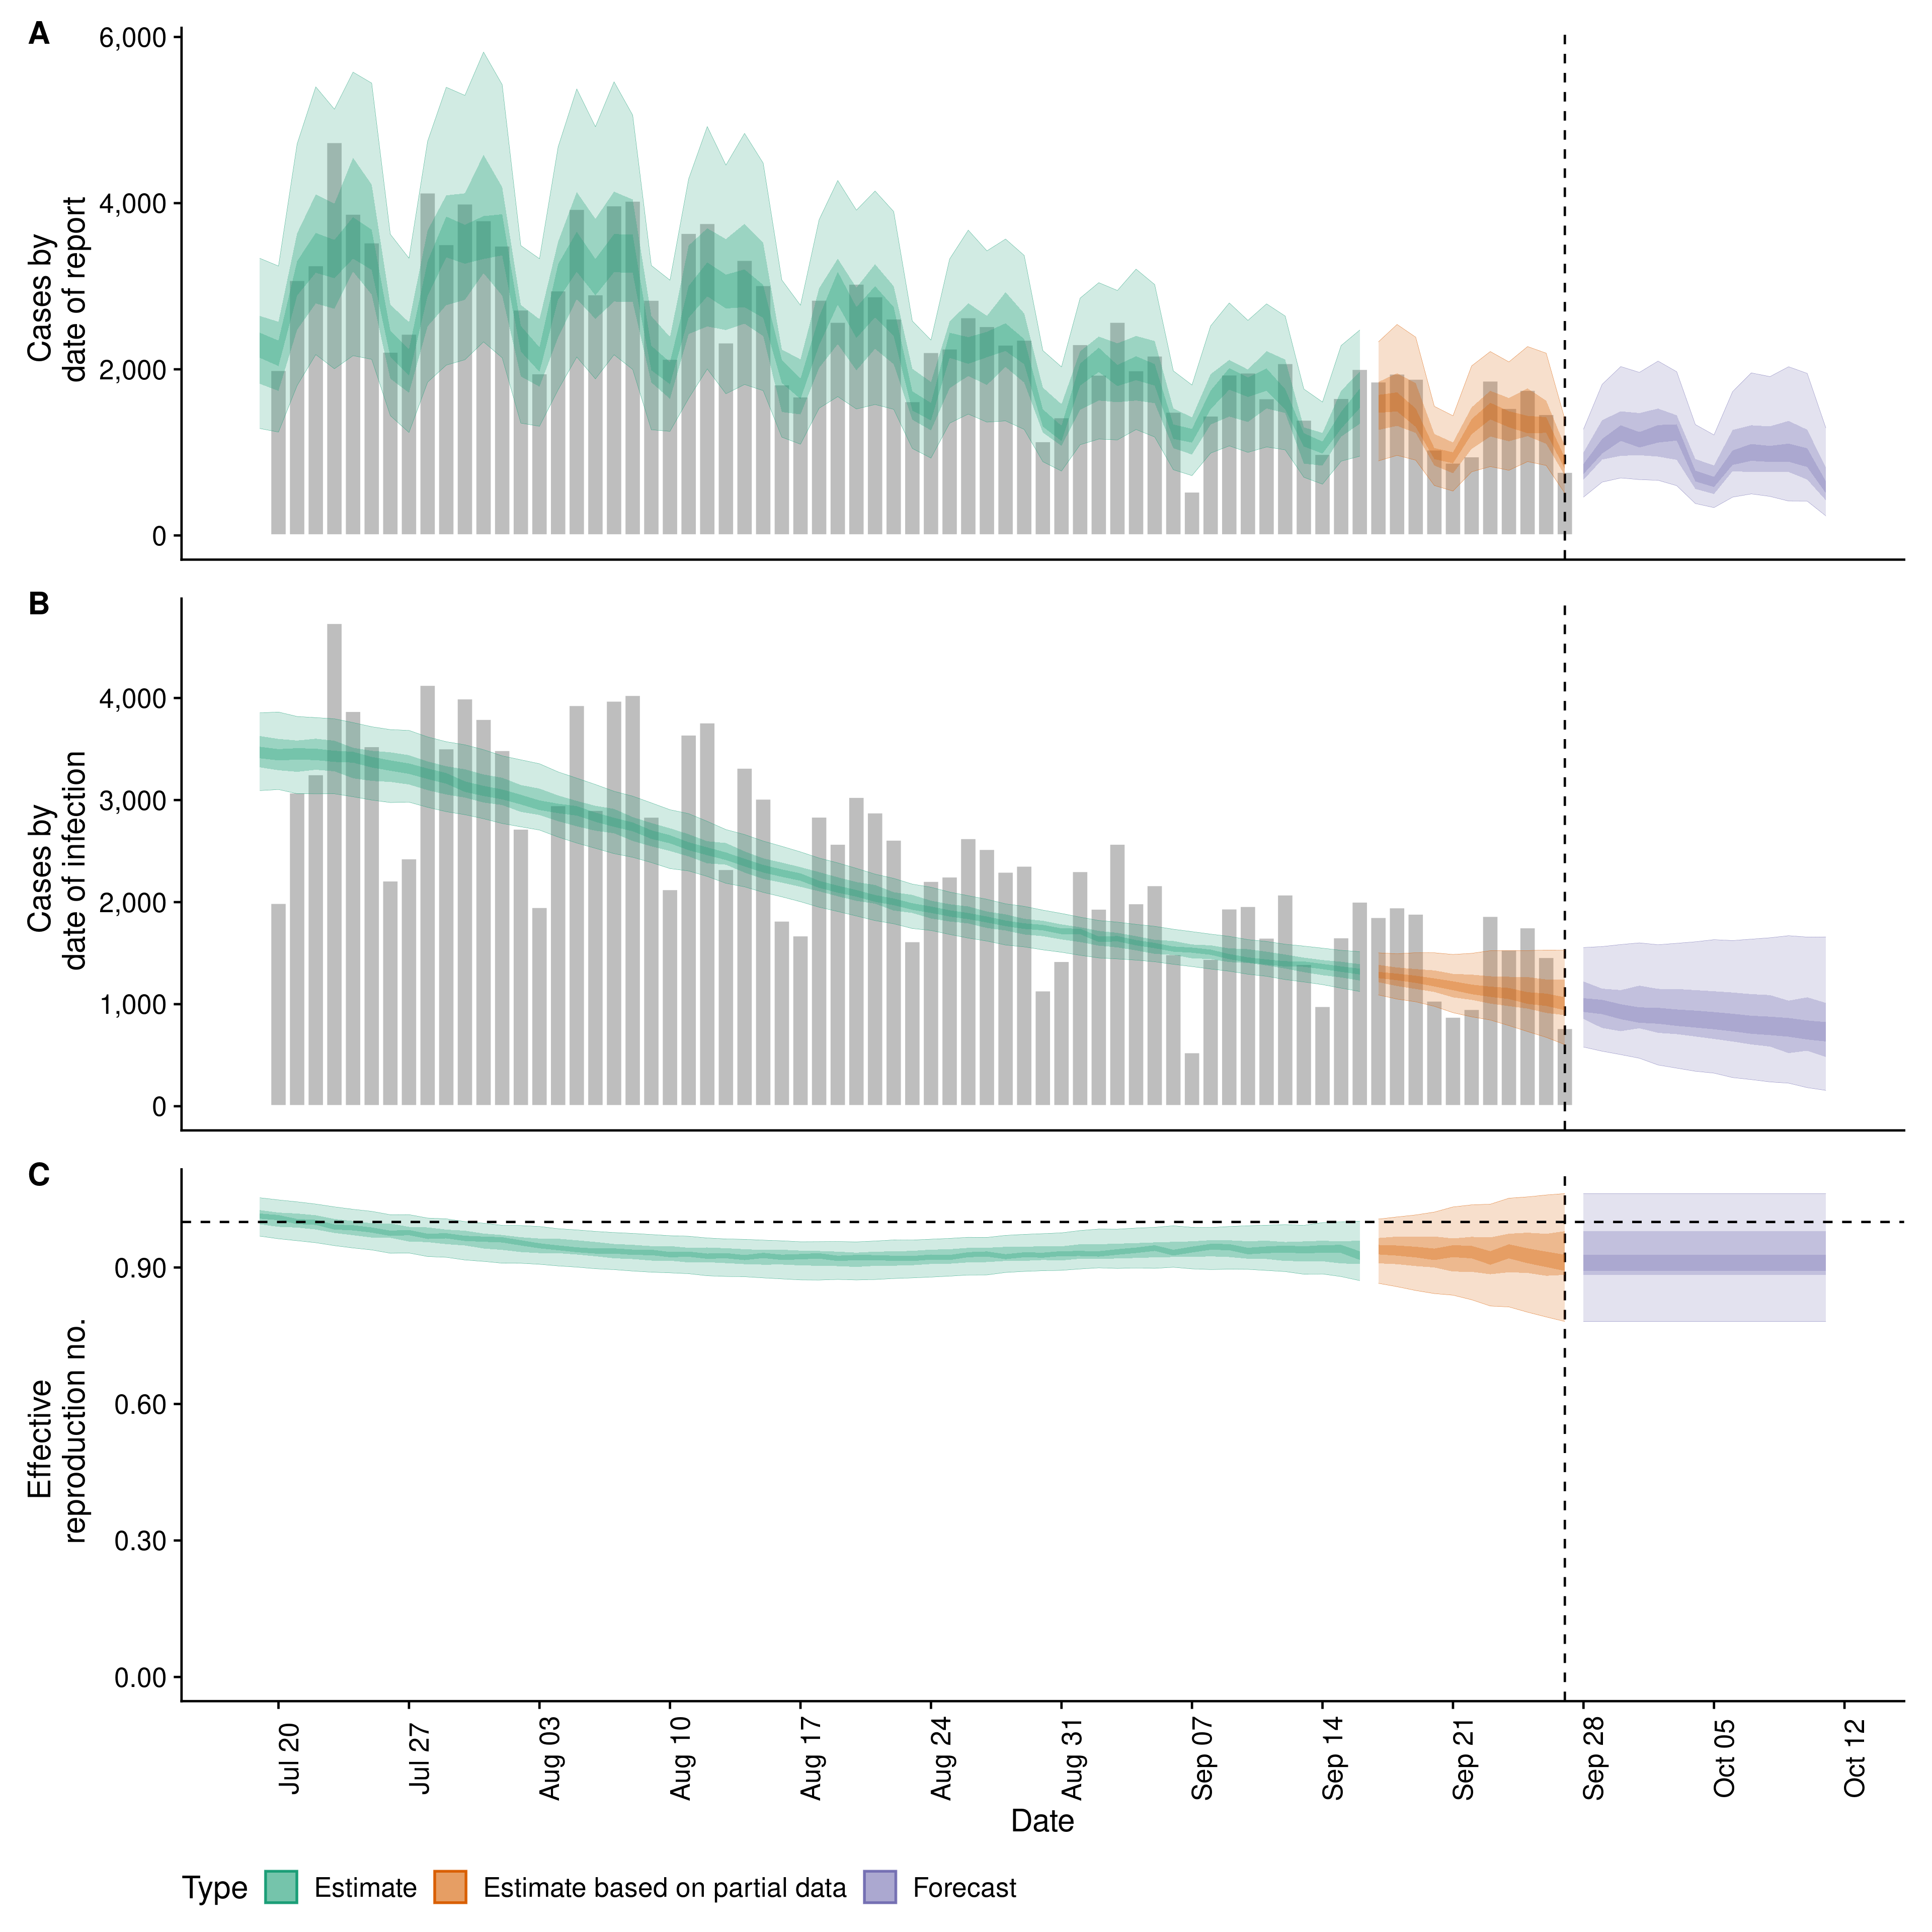 A
6,000
4,000
2,000
0
Cases by
date of report
B
4,000
3,000
2,000
1,000
0
Cases by
date of infection
C
0.90
0.60
0.30
0.00
Effective
reproduction no.
Jul 20
Jul 27
Aug 03
Aug 10
Aug 17
Aug 24
Aug 31
Sep 07
Sep 14
Sep 21
Sep 28
Oct 05
Oct 12
Date
Type Estimate Estimate based on partial data Forecast